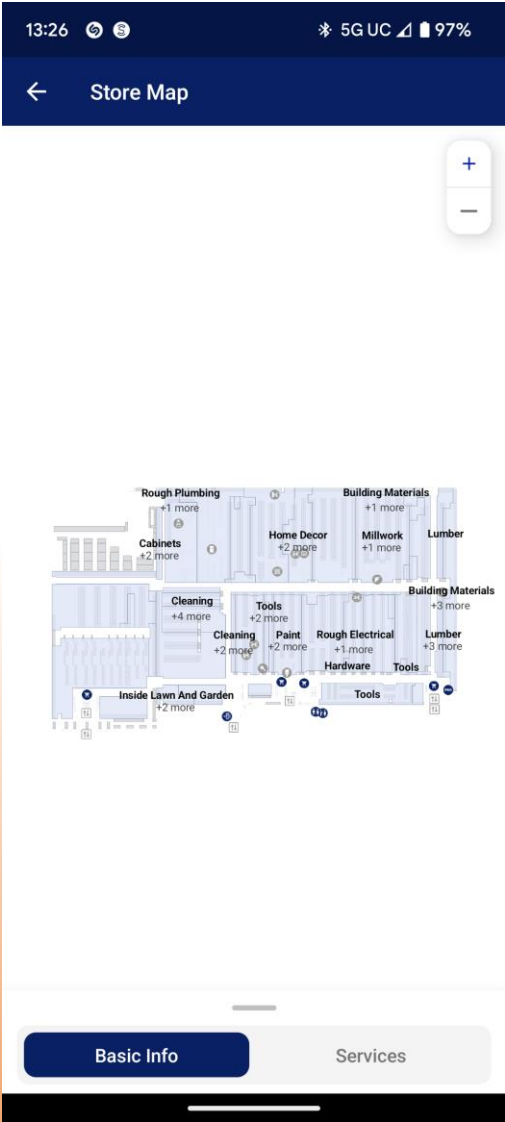 13:26
5G UC
97%
Store Map
+
Rough Plumbing
+1 more
Building Materials
+1 more
Cabinets
+2 more
Home Decor
+2 more
Millwork
+1 more
Lumber
Building Materials
+3 more
Cleaning
+4 more
Tools
+2 more
Cleaning
+2 more
Paint
+2 more
Rough Electrical
+1 more
Lumber
+3 more
Hardware
Tools
Inside Lawn And Garden
+2 more
Tools
Basic Info
Services